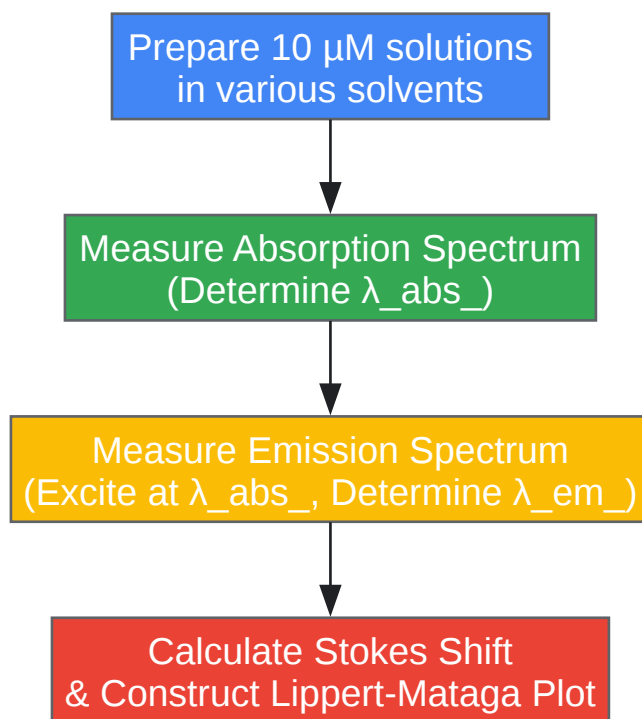 Prepare 10 µM solutions
in various solvents
Measure Absorption Spectrum
(Determine λ_abs_)
Measure Emission Spectrum
(Excite at λ_abs_, Determine λ_em_)
Calculate Stokes Shift
& Construct Lippert-Mataga Plot